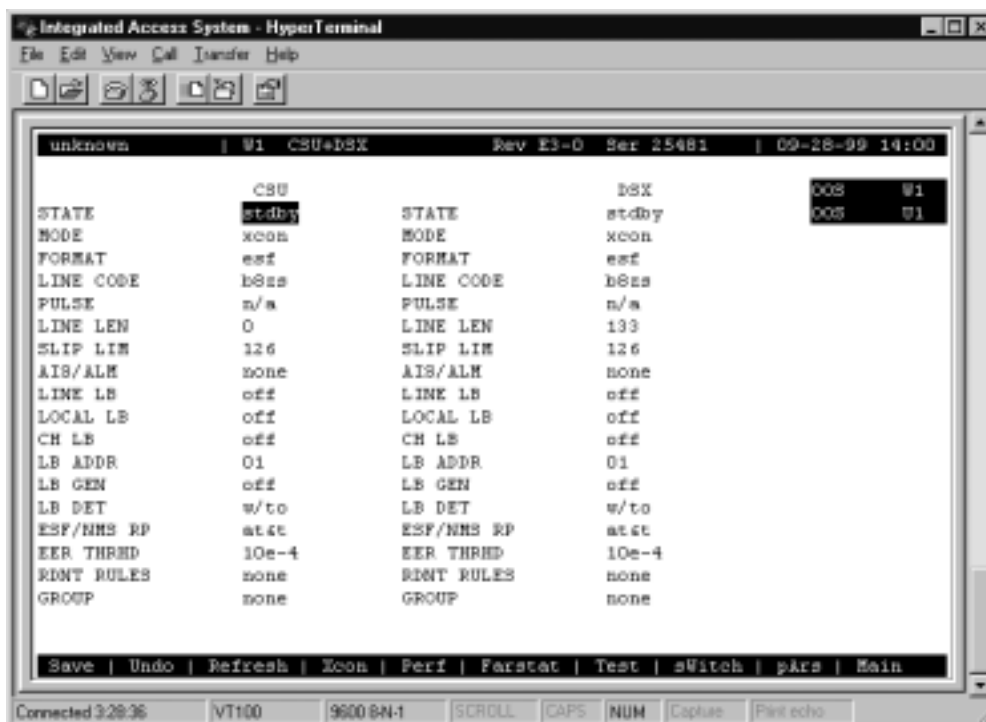 Integrated Access System - HyperTerminal
File Edit View Call Transfer Help
unknown | W1 CSU+DSX Rev E3-0 Ser 25481 | 09-28-99 14:00
CSU DSX OOS W1
STATE stdby STATE stdby OOS W1
MODE xcon MODE xcon
FORMAT esf FORMAT esf
LINE CODE b8zs LINE CODE b8zs
PULSE n/a PULSE n/a
LINE LEN 0 LINE LEN 133
SLIP LIM 126 SLIP LIM 126
AIS/ALM none AIS/ALM none
LINE LB off LINE LB off
LOCAL LB off LOCAL LB off
CH LB off CH LB off
LB ADDR 01 LB ADDR 01
LB GEN off LB GEN off
LB DET w/to LB DET w/to
ESF/NMS RP at&t ESF/NMS RP at&t
EER THRHD 10e-4 EER THRHD 10e-4
RDNT RULES none RDNT RULES none
GROUP none GROUP none
Save | Undo | Refresh | Xcon | Perf | Farstat | Test | sWitch | pArs | Main
Connected 3:28:36 VT100 9600 8-N-1 SCROLL CAPS NUM Capture Print echo